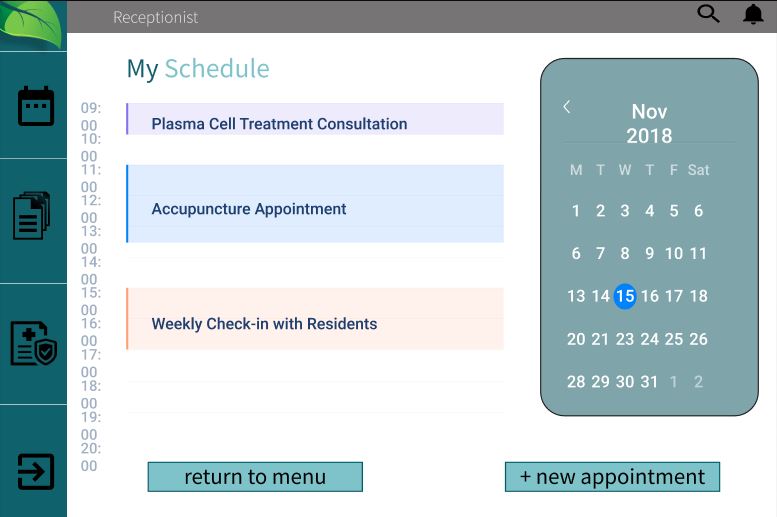 Receptionist
My Schedule
09:
00
10:
00
11:
00
12:
00
13:
00
14:
00
15:
00
16:
00
17:
00
18:
00
19:
00
20:
00
Plasma Cell Treatment Consultation
Accupuncture Appointment
Weekly Check-in with Residents
Nov
2018
M T W T F Sat
1 2 3 4 5 6
6 7 8 9 10 11
13 14 15 16 17 18
20 21 23 24 25 26
28 29 30 31 1 2
return to menu
+ new appointment